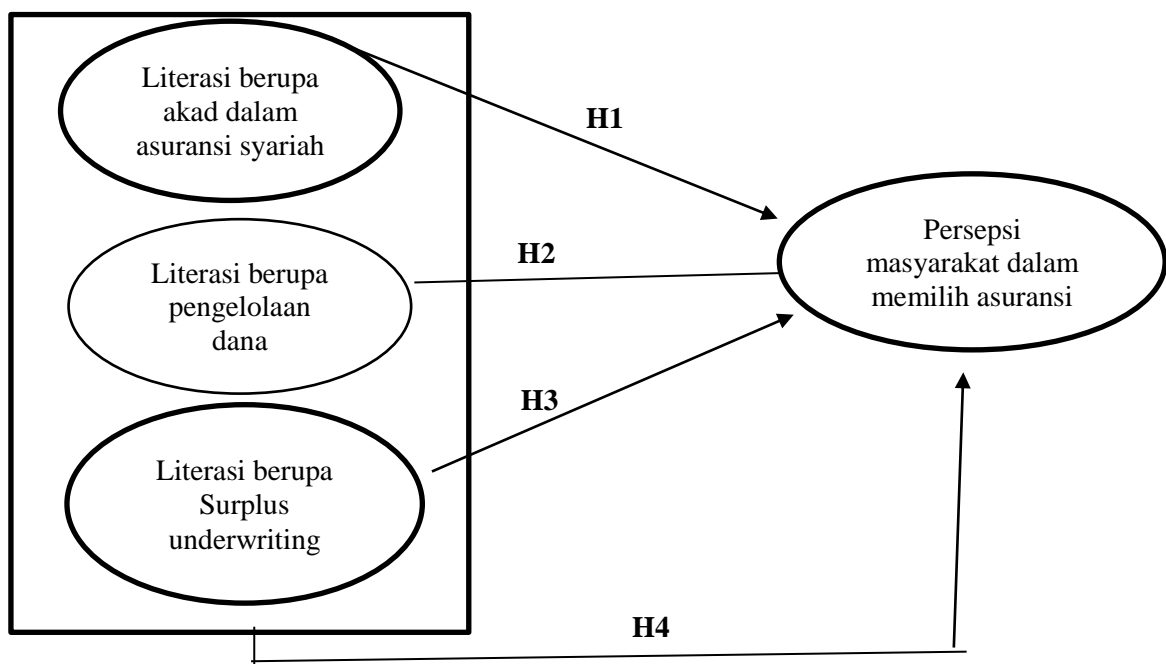 Literasi berupa
akad dalam
asuransi syariah
H1
Literasi berupa
pengelolaan
dana
H2
Persepsi
masyarakat dalam
memilih asuransi
H3
Literasi berupa
Surplus
underwriting
H4